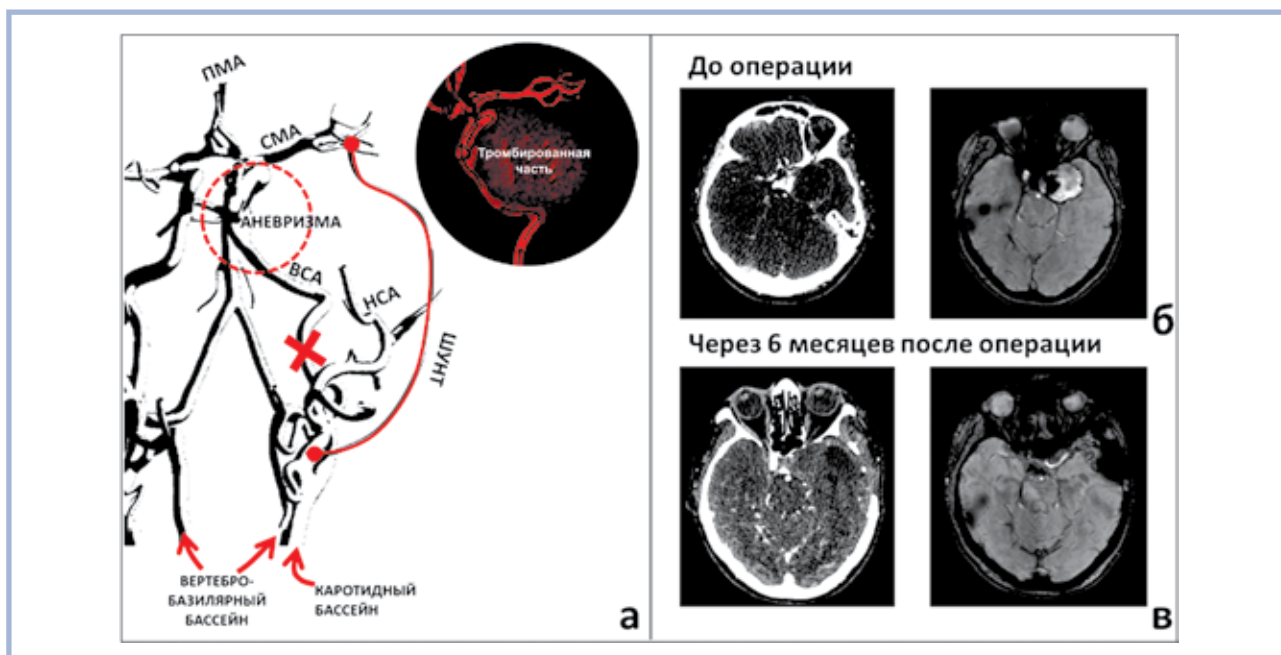 ПМА
СМА
АНЕВРИЗМА
ВСА
НСА
ШУНТ
ВЕРТЕБРО-
БАЗИЛЯРНЫЙ
БАССЕЙН
КАРОТИДНЫЙ
БАССЕЙН
а
Тромбированная
часть
До операции
б
Через 6 месяцев после операции
в